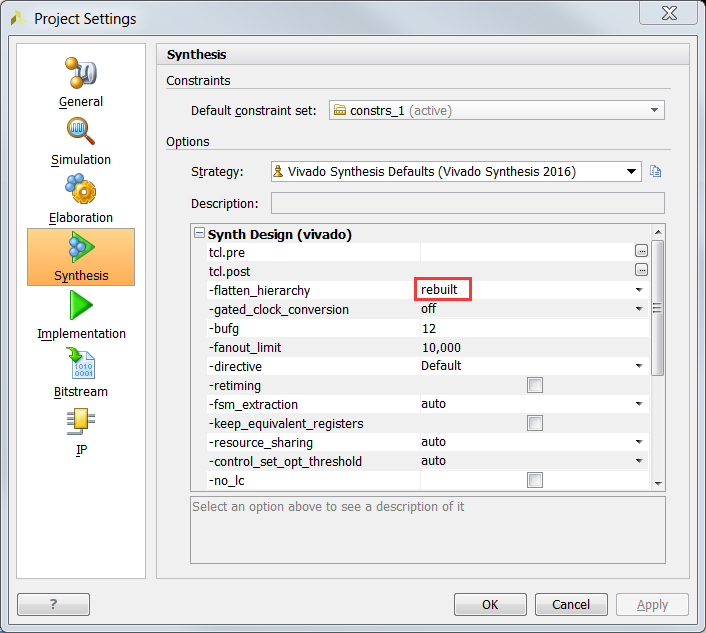 Project Settings
General
Simulation
Elaboration
Synthesis
Implementation
Bitstream
IP
Synthesis
Constraints
Default constraint set: constrs_1 (active)
Options
Strategy: Vivado Synthesis Defaults (Vivado Synthesis 2016)
Description:
Synth Design (vivado)
tcl.pre ...
tcl.post ...
-flatten_hierarchy rebuilt
-gated_clock_conversion off
-bufg 12
-fanout_limit 10,000
-directive Default
-retiming
-fsm_extraction auto
-keep_equivalent_registers
-resource_sharing auto
-control_set_opt_threshold auto
-no_lc
Select an option above to see a description of it
? OK Cancel Apply